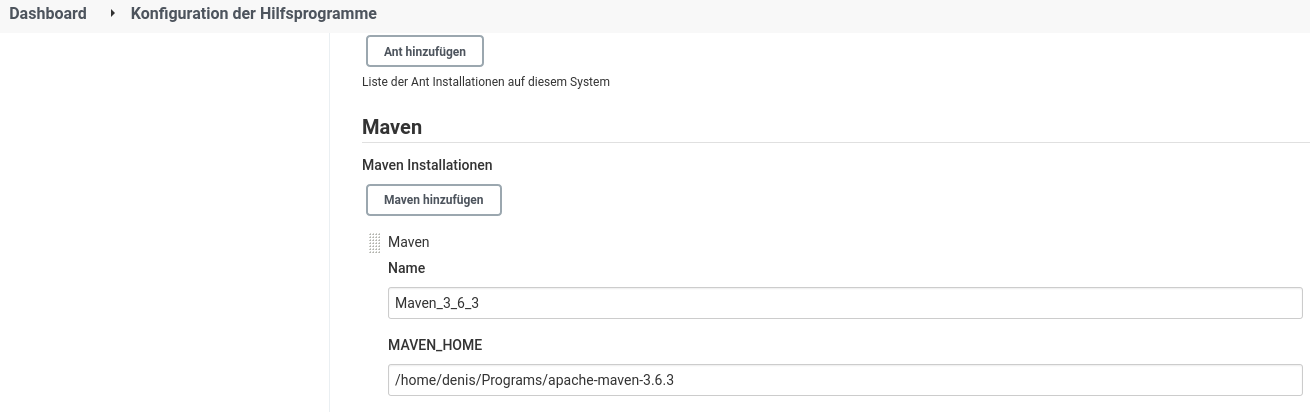 Dashboard
Konfiguration der Hilfsprogramme
Ant hinzufügen
Liste der Ant Installationen auf diesem System
Maven
Maven Installationen
Maven hinzufügen
Maven
Name
Maven_3_6_3
MAVEN_HOME
/home/denis/Programs/apache-maven-3.6.3